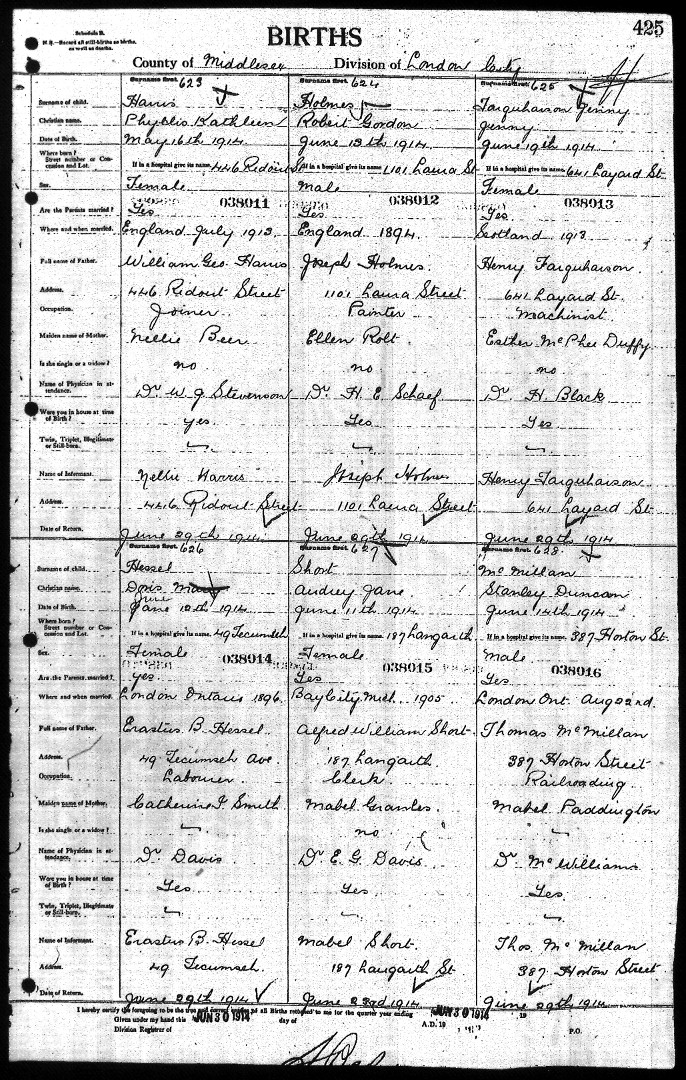 Schedule B.
N. B.—Record all still-births as births, as well as deaths.
BIRTHS
425
County of Middlesex Division of London City
Surname first. 623 Surname first. 624 Surname first. 625
Surname of child. Harris Holmes Farquharson Jenny
Christian name. Phyllis Kathleen Robert Gordon Jenny
Date of Birth. May 16th 1914 June 13th 1914 June 19th 1914
Where born? Street number or Concession and Lot. If in a hospital give its name. 446 Ridout St If in a hospital give its name. 1101 Laura St If in a hospital give its name. 641 Layard St
Sex. Female Male Female
038011 038012 038013
Are the Parents married? Yes Yes Yes
Where and when married. England July 1913 England 1894 Scotland 1913
Full name of Father. William Geo. Harris Joseph Holmes. Henry Farquharson
Address. 446 Ridout Street 1101 Laura Street 641 Layard St.
Occupation. Joiner Painter Machinist.
Maiden name of Mother. Nellie Beer Ellen Rolt Esther McPhee Duffy
Is she single or a widow? no no no
Name of Physician in attendance. Dr W. J Stevenson Dr H. E. Schaef Dr H. Black
Were you in house at time of Birth? yes. Yes Yes
Twin, Triplet, Illegitimate or Still-born.
Name of Informant. Nellie Harris Joseph Holmes Henry Farquharson
Address. 446 Ridout Street 1101 Laura Street 641 Layard St
Date of Return. June 29th 1914 June 29th 1914 June 29th 1914
Surname first. 626 Surname first. 627 Surname first. 628
Surname of child. Hessel Short McMillan
Christian name. Doris Mary Audrey Jane Stanley Duncan
Date of Birth. June 12th 1914 June 11th 1914 June 14th 1914
Where born? Street number or Concession and Lot. If in a hospital give its name. 49 Tecumseh If in a hospital give its name. 187 Langarth If in a hospital give its name. 387 Horton St.
Sex. Female Female Male
038014 038015 038016
Are the Parents married? Yes Yes Yes
Where and when married. London Ontario 1896. Bay City Mich. 1905 London Ont. Aug 22nd.
Full name of Father. Erastus B. Hessel. Alfred William Short. Thomas McMillan
Address. 49 Tecumseh Ave 187 Langarth 387 Horton Street
Occupation. Labourer. Clerk Railroading.
Maiden name of Mother. Catherine F. Smith Mabel Grantes. Mabel Paddington
Is she single or a widow? no
Name of Physician in attendance. Dr Davis Dr E. G. Davis Dr McWilliams
Were you in house at time of Birth? Yes Yes Yes.
Twin, Triplet, Illegitimate or Still-born.
Name of Informant. Erastus B. Hessel Mabel Short. Thos. McMillan
Address. 49 Tecumseh. 187 Langarth St. 387 Horton Street
Date of Return. June 29th 1914 June 23rd 1914 June 29th 1914
I hereby certify the foregoing to be the true and correct of all Births returned to me for the quarter year ending JUN 30 1914 19
Given under my hand this JUN 30 1914 day of A.D. 19
Division Registrar of P.O.